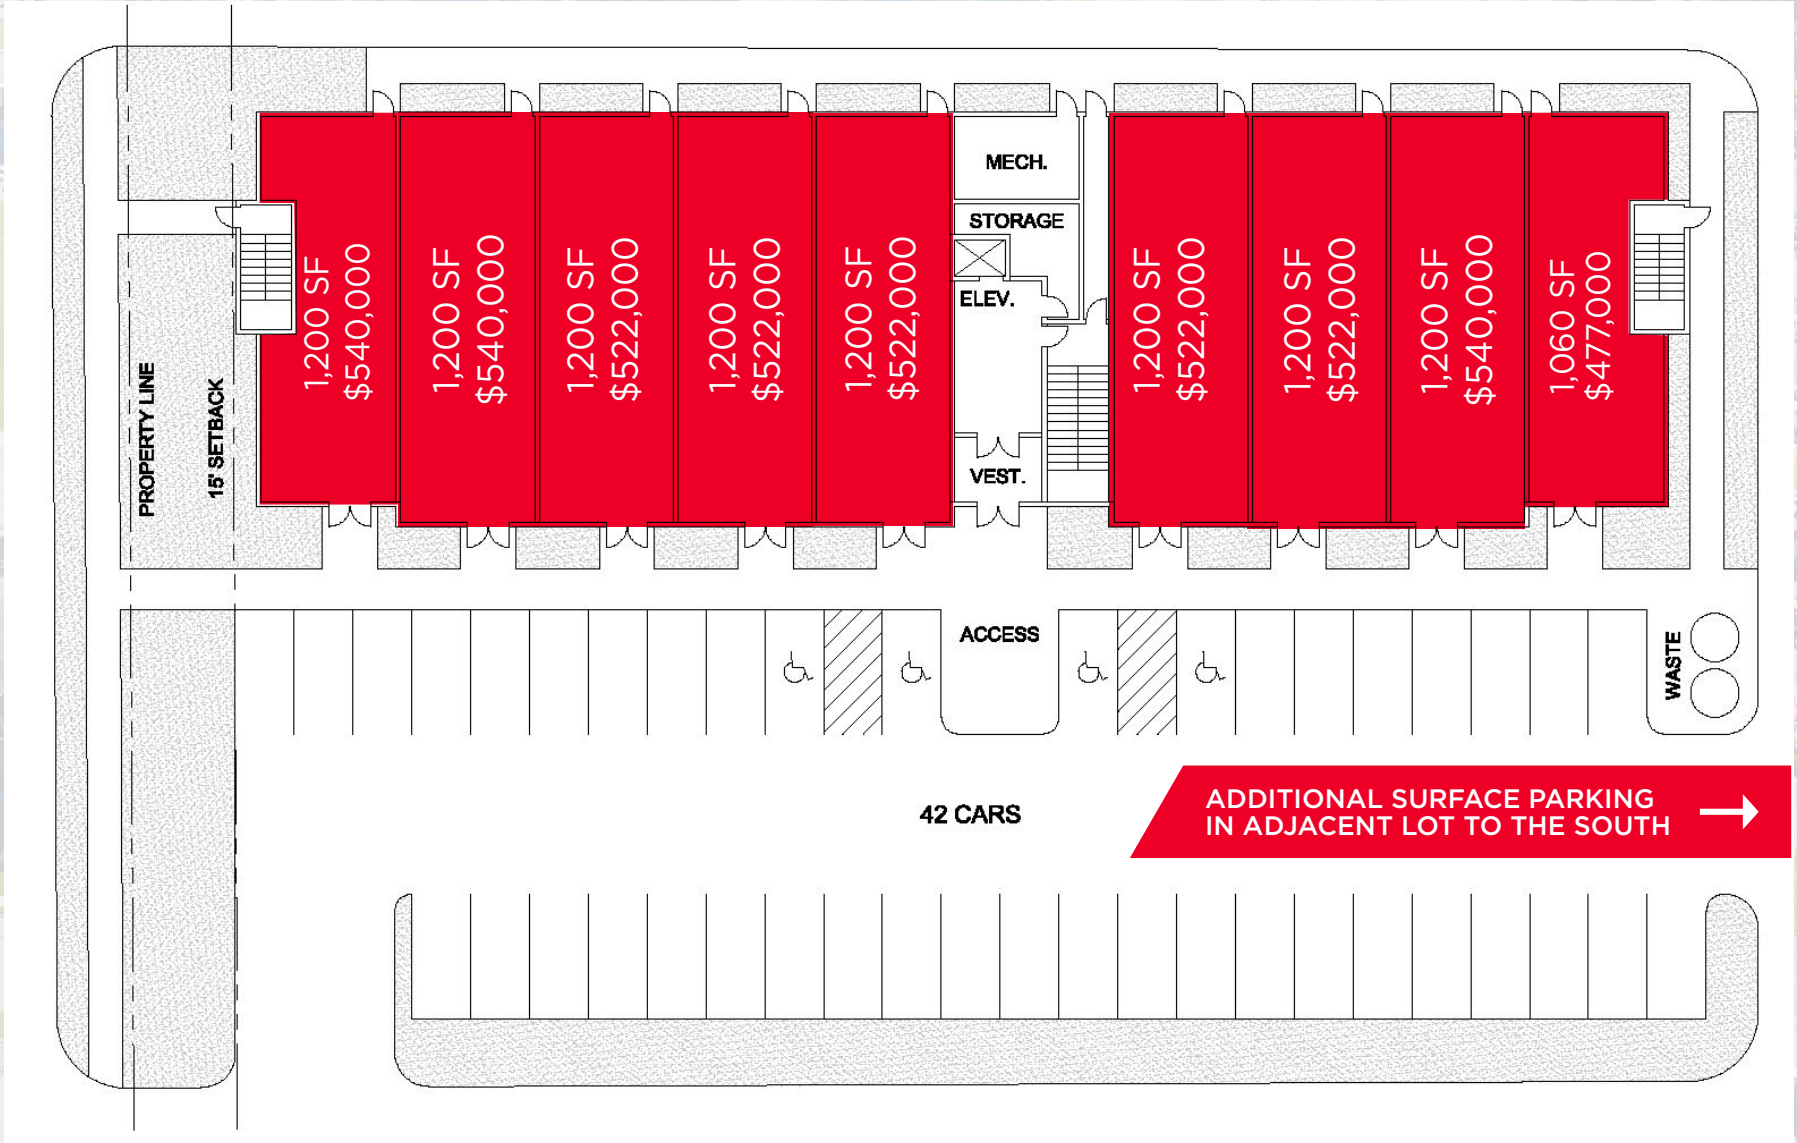 1,200 SF
$540,000
1,200 SF
$540,000
1,200 SF
$522,000
1,200 SF
$522,000
1,200 SF
$522,000
MECH.
STORAGE
ELEV.
VEST.
1,200 SF
$522,000
1,200 SF
$522,000
1,200 SF
$540,000
1,060 SF
$477,000
PROPERTY LINE
15' SETBACK
ACCESS
WASTE
42 CARS
ADDITIONAL SURFACE PARKING
IN ADJACENT LOT TO THE SOUTH